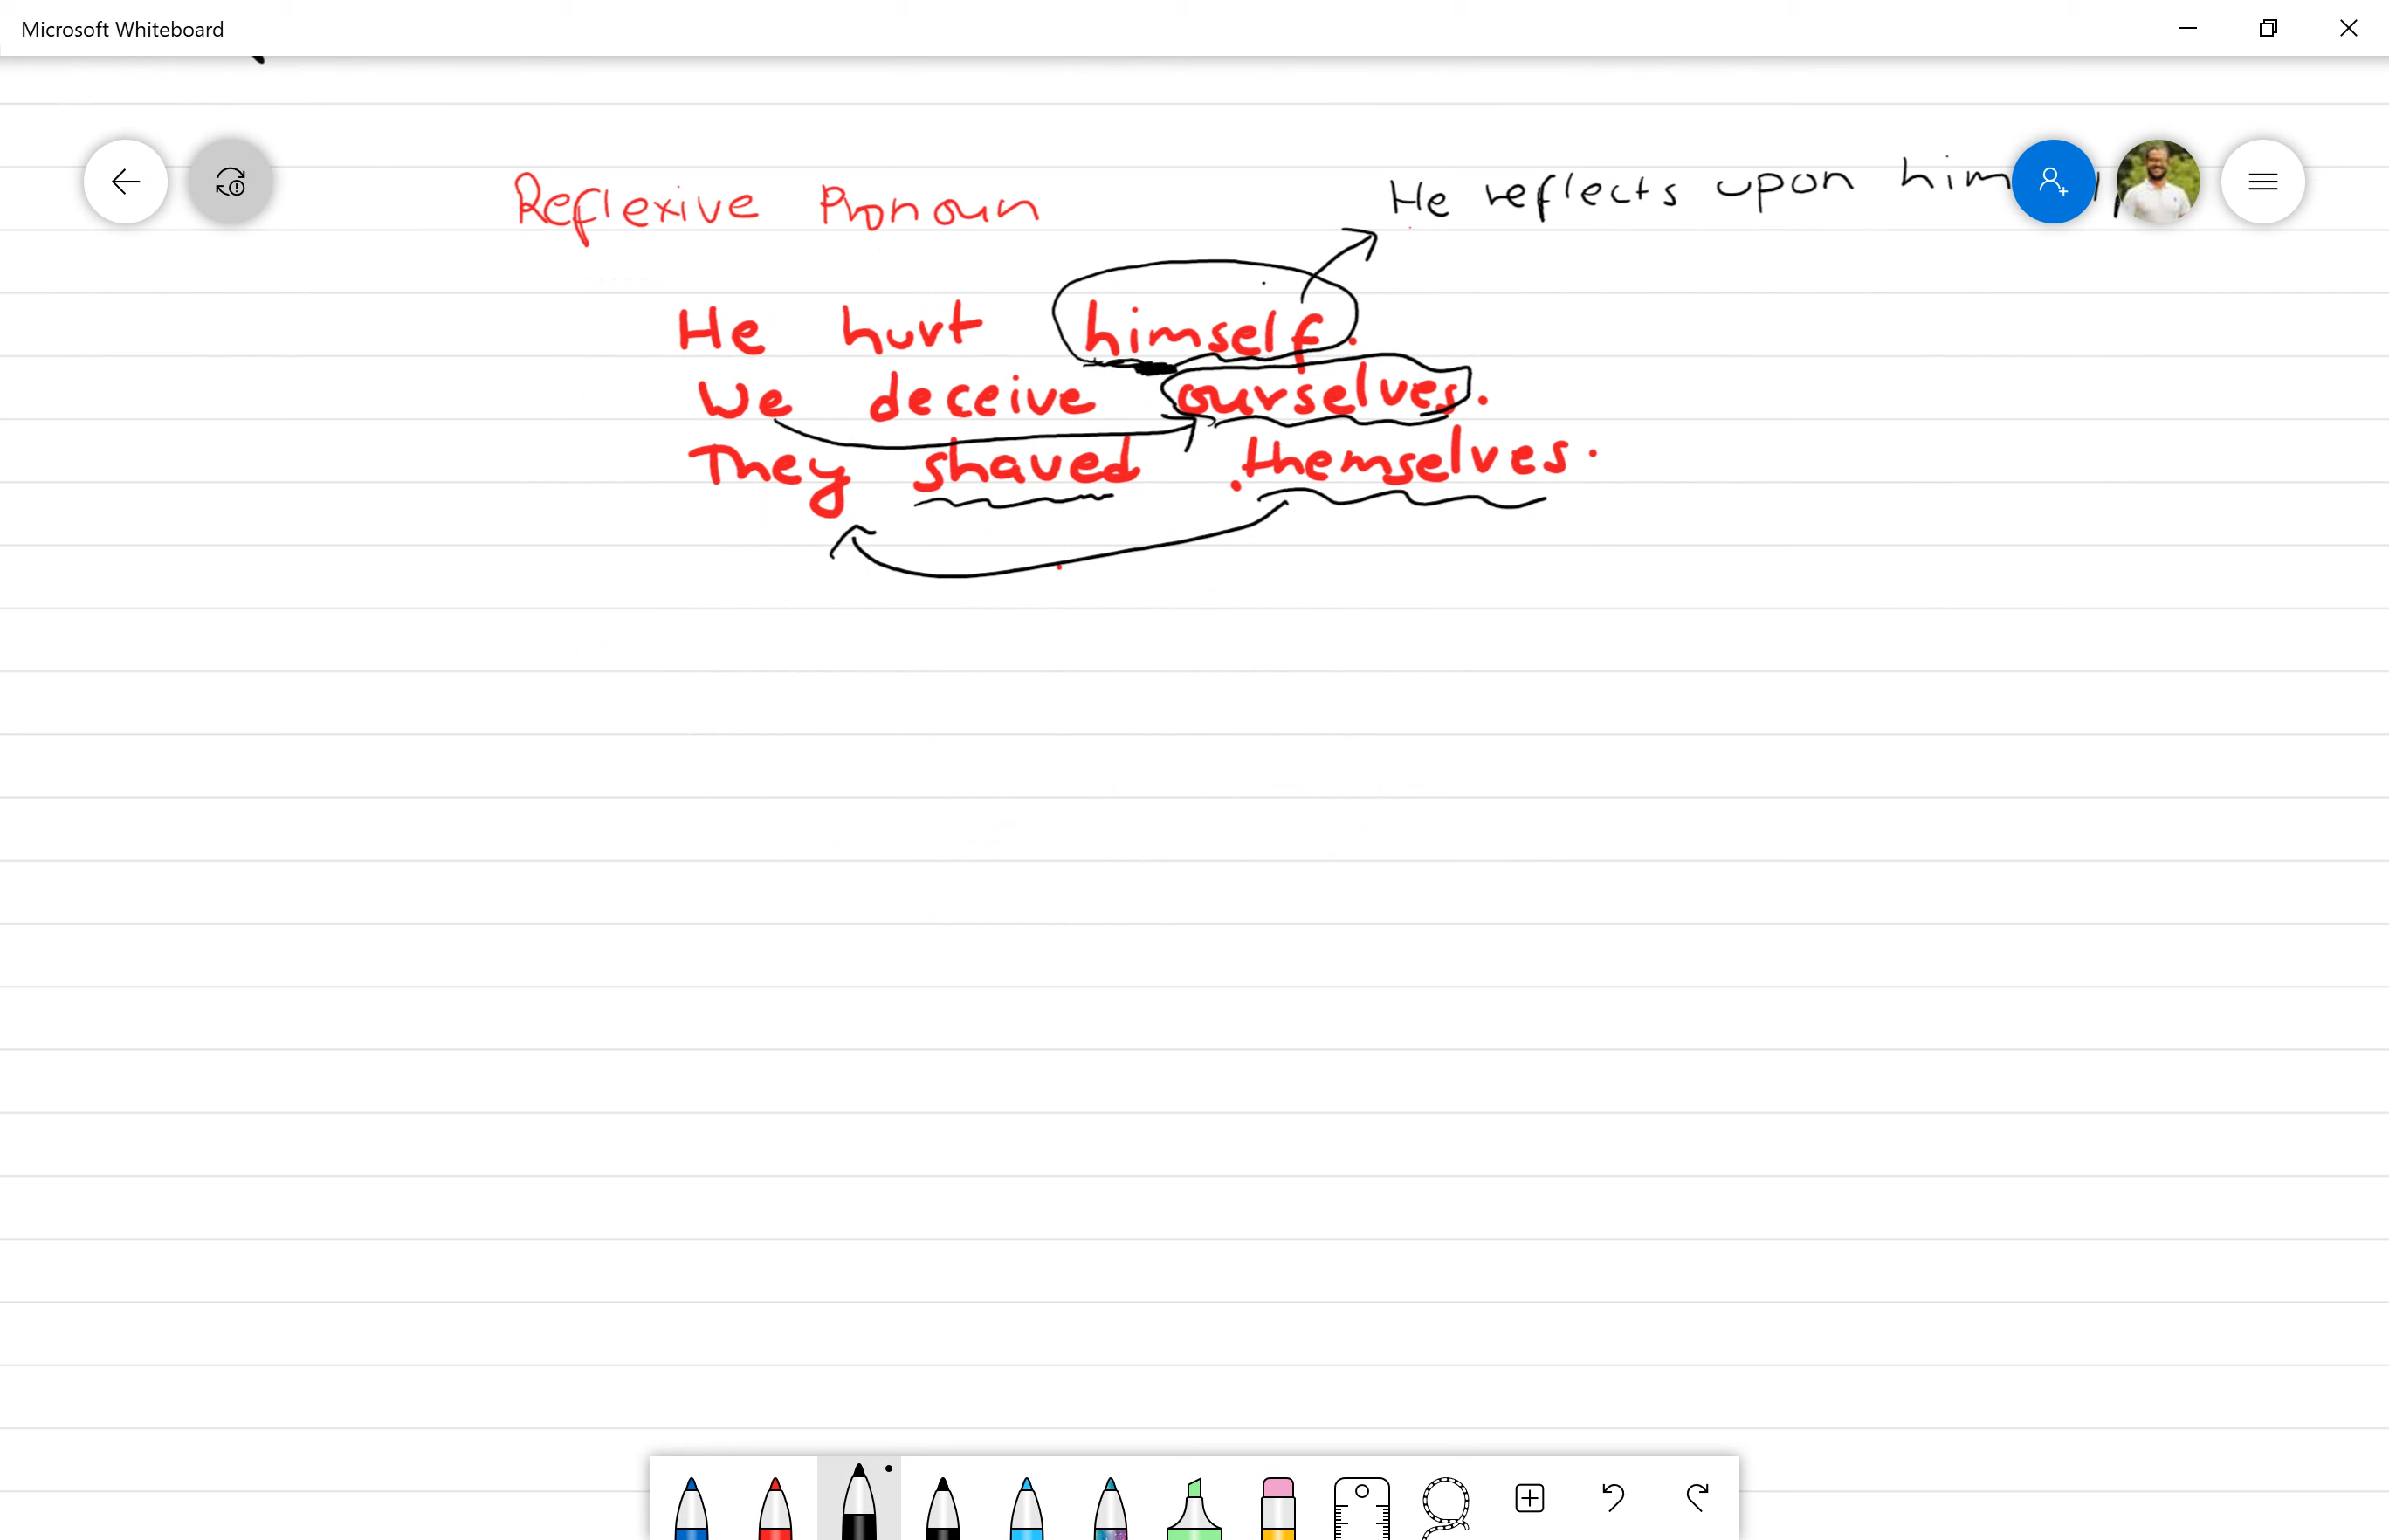 Microsoft Whiteboard
Reflexive Pronoun
He reflects upon him
He hurt himself.
We deceive ourselves.
They shaved themselves.